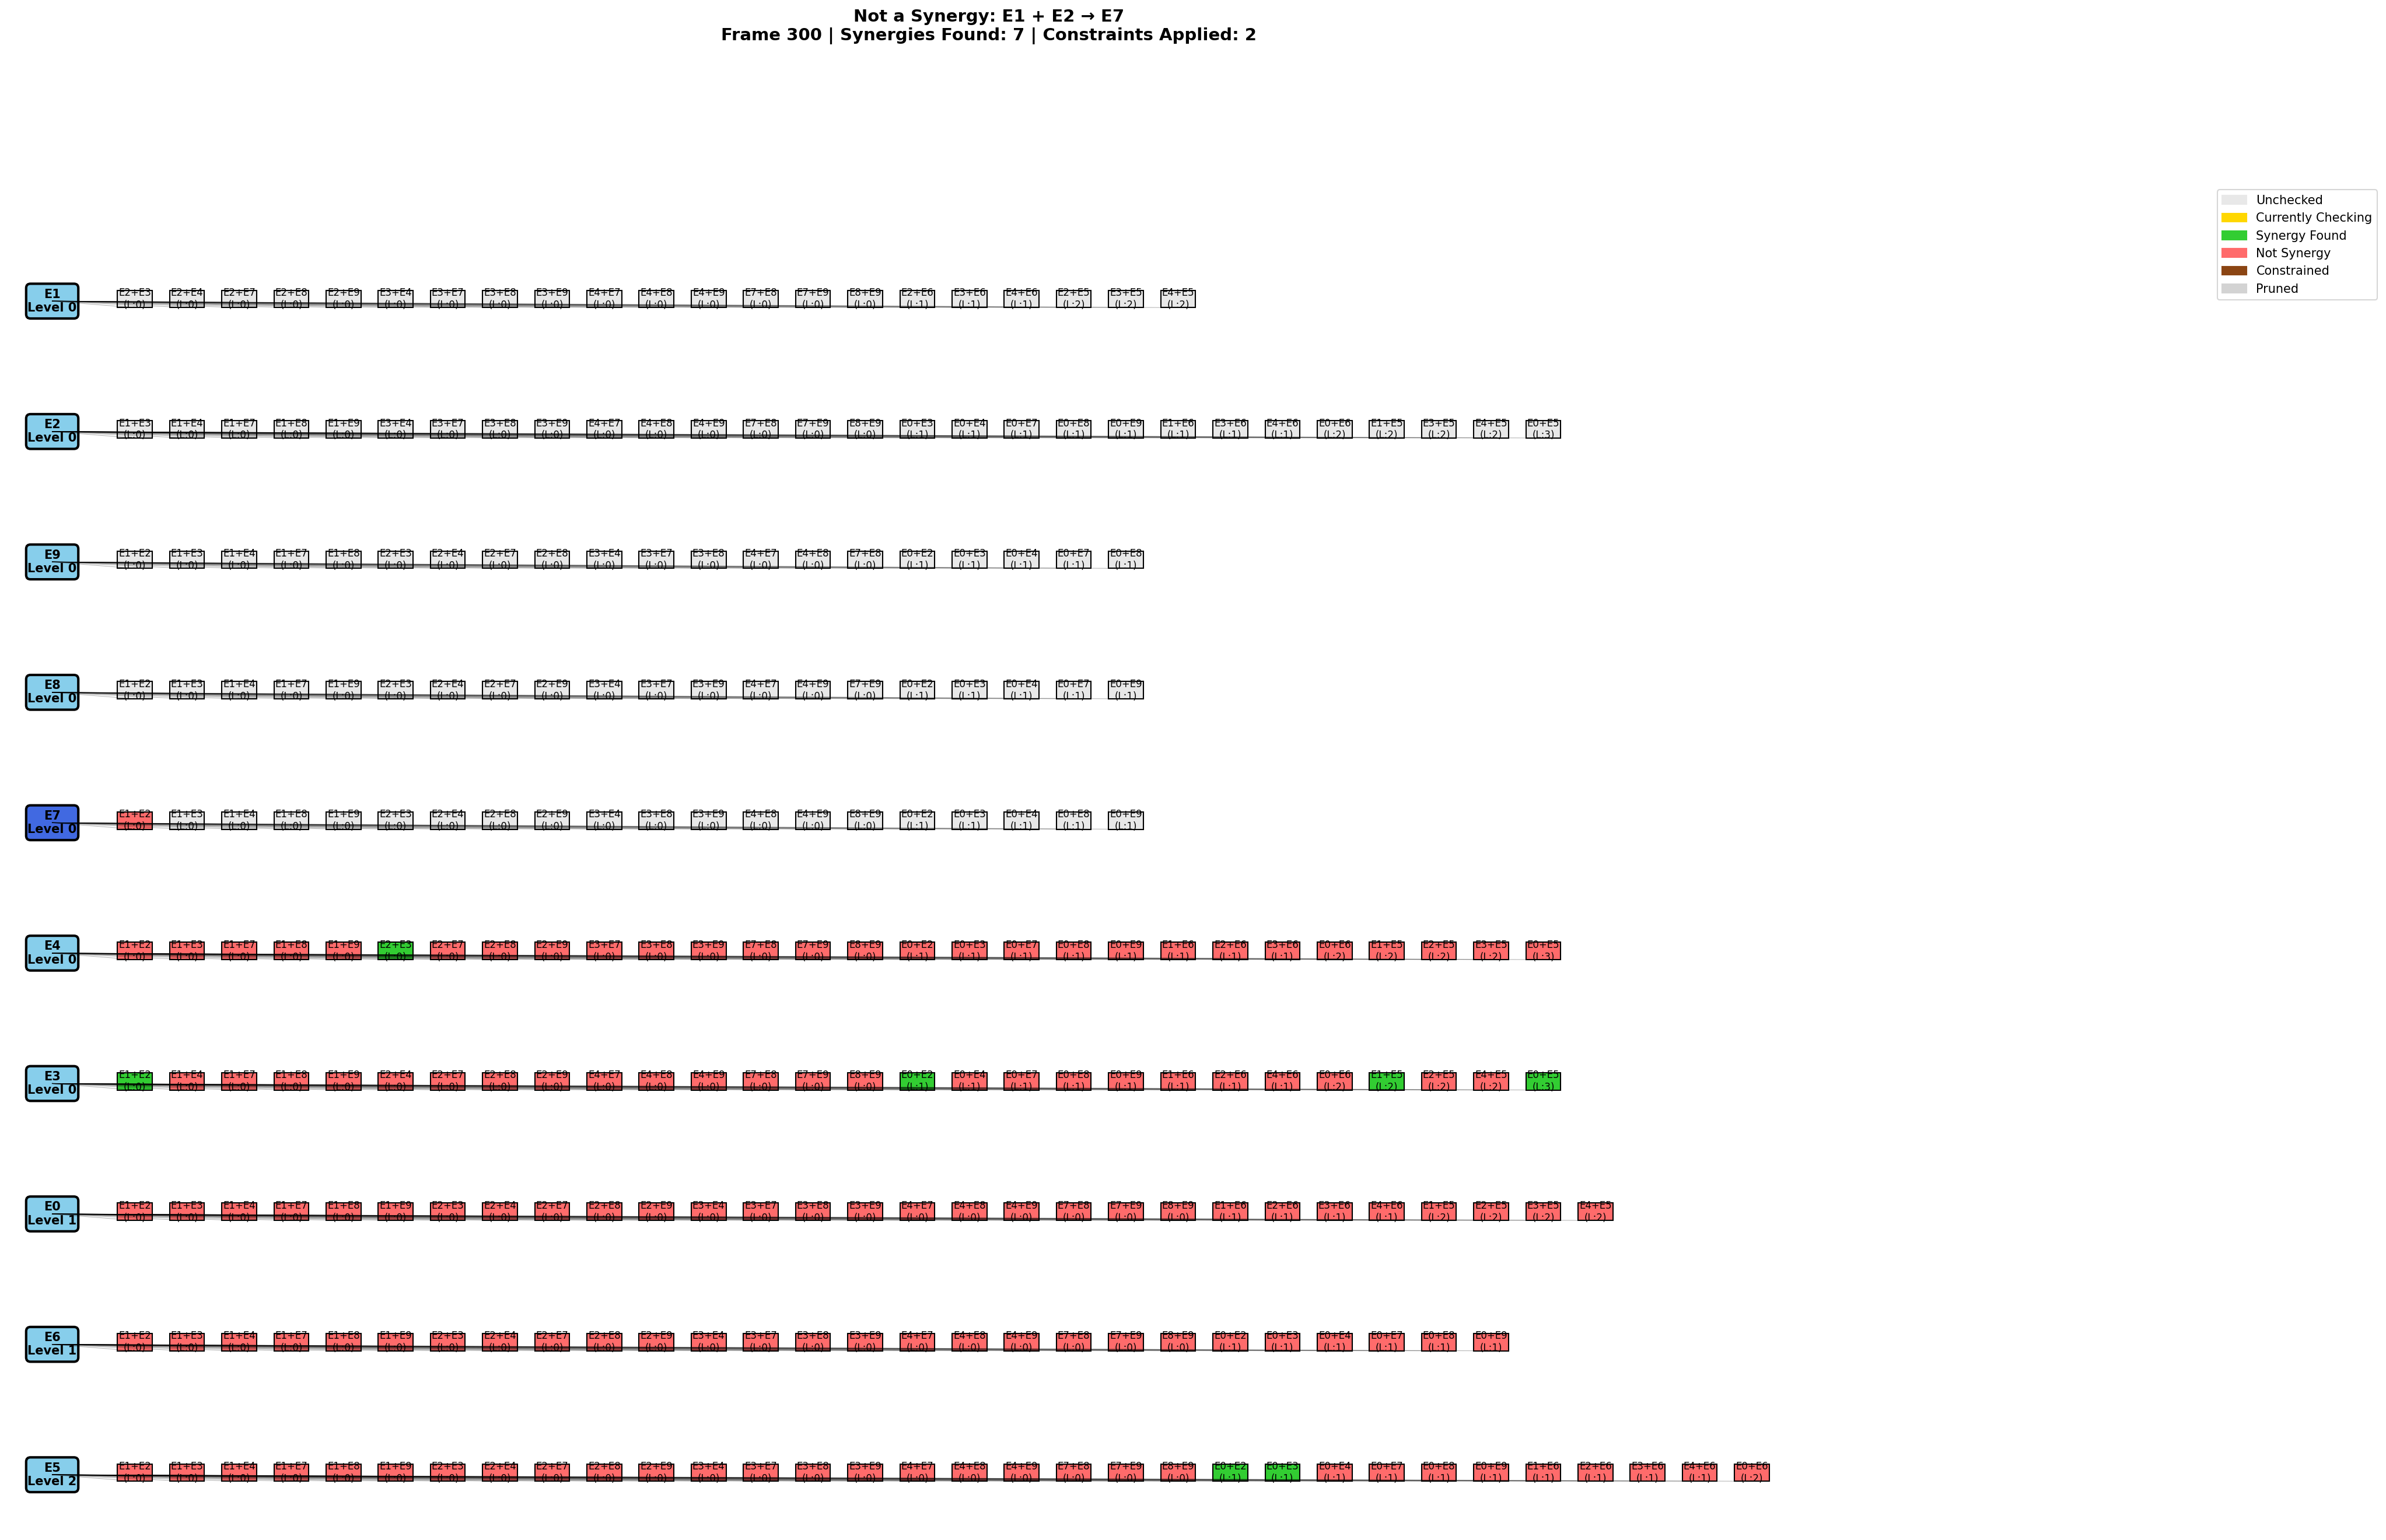 Not a Synergy: E1 + E2 → E7
Frame 300 | Synergies Found: 7 | Constraints Applied: 2
Unchecked
Currently Checking
Synergy Found
Not Synergy
Constrained
Pruned
E1 E2+E3 E2+E4 E2+E7 E2+E8 E2+E9 E3+E4 E3+E7 E3+E8 E3+E9 E4+E7 E4+E8 E4+E9 E7+E8 E7+E9 E8+E9 E2+E6 E3+E6 E4+E6 E2+E5 E3+E5 E4+E5
Level 0 (L:0) (L:0) (L:0) (L:0) (L:0) (L:0) (L:0) (L:0) (L:0) (L:0) (L:0) (L:0) (L:0) (L:0) (L:0) (L:1) (L:1) (L:1) (L:2) (L:2) (L:2)
E2 E1+E3 E1+E4 E1+E7 E1+E8 E1+E9 E3+E4 E3+E7 E3+E8 E3+E9 E4+E7 E4+E8 E4+E9 E7+E8 E7+E9 E8+E9 E0+E3 E0+E4 E0+E7 E0+E8 E0+E9 E1+E6 E3+E6 E4+E6 E0+E6 E1+E5 E3+E5 E4+E5 E0+E5
Level 0 (L:0) (L:0) (L:0) (L:0) (L:0) (L:0) (L:0) (L:0) (L:0) (L:0) (L:0) (L:0) (L:0) (L:0) (L:0) (L:1) (L:1) (L:1) (L:1) (L:1) (L:1) (L:1) (L:1) (L:2) (L:2) (L:2) (L:2) (L:3)
E9 E1+E2 E1+E3 E1+E4 E1+E7 E1+E8 E2+E3 E2+E4 E2+E7 E2+E8 E3+E4 E3+E7 E3+E8 E4+E7 E4+E8 E7+E8 E0+E2 E0+E3 E0+E4 E0+E7 E0+E8
Level 0 (L:0) (L:0) (L:0) (L:0) (L:0) (L:0) (L:0) (L:0) (L:0) (L:0) (L:0) (L:0) (L:0) (L:0) (L:0) (L:1) (L:1) (L:1) (L:1) (L:1)
E8 E1+E2 E1+E3 E1+E4 E1+E7 E1+E9 E2+E3 E2+E4 E2+E7 E2+E9 E3+E4 E3+E7 E3+E9 E4+E7 E4+E9 E7+E9 E0+E2 E0+E3 E0+E4 E0+E7 E0+E9
Level 0 (L:0) (L:0) (L:0) (L:0) (L:0) (L:0) (L:0) (L:0) (L:0) (L:0) (L:0) (L:0) (L:0) (L:0) (L:0) (L:1) (L:1) (L:1) (L:1) (L:1)
E7 E1+E2 E1+E3 E1+E4 E1+E8 E1+E9 E2+E3 E2+E4 E2+E8 E2+E9 E3+E4 E3+E8 E3+E9 E4+E8 E4+E9 E8+E9 E0+E2 E0+E3 E0+E4 E0+E8 E0+E9
Level 0 (L:0) (L:0) (L:0) (L:0) (L:0) (L:0) (L:0) (L:0) (L:0) (L:0) (L:0) (L:0) (L:0) (L:0) (L:0) (L:1) (L:1) (L:1) (L:1) (L:1)
E4 E1+E2 E1+E3 E1+E7 E1+E8 E1+E9 E2+E3 E2+E7 E2+E8 E2+E9 E3+E7 E3+E8 E3+E9 E7+E8 E7+E9 E8+E9 E0+E2 E0+E3 E0+E7 E0+E8 E0+E9 E1+E6 E2+E6 E3+E6 E0+E6 E1+E5 E2+E5 E3+E5 E0+E5
Level 0 (L:0) (L:0) (L:0) (L:0) (L:0) (L:0) (L:0) (L:0) (L:0) (L:0) (L:0) (L:0) (L:0) (L:0) (L:0) (L:1) (L:1) (L:1) (L:1) (L:1) (L:1) (L:1) (L:1) (L:2) (L:2) (L:2) (L:2) (L:3)
E3 E1+E2 E1+E4 E1+E7 E1+E8 E1+E9 E2+E4 E2+E7 E2+E8 E2+E9 E4+E7 E4+E8 E4+E9 E7+E8 E7+E9 E8+E9 E0+E2 E0+E4 E0+E7 E0+E8 E0+E9 E1+E6 E2+E6 E4+E6 E0+E6 E1+E5 E2+E5 E4+E5 E0+E5
Level 0 (L:0) (L:0) (L:0) (L:0) (L:0) (L:0) (L:0) (L:0) (L:0) (L:0) (L:0) (L:0) (L:0) (L:0) (L:0) (L:1) (L:1) (L:1) (L:1) (L:1) (L:1) (L:1) (L:1) (L:2) (L:2) (L:2) (L:2) (L:3)
E0 E1+E2 E1+E3 E1+E4 E1+E7 E1+E8 E1+E9 E2+E3 E2+E4 E2+E7 E2+E8 E2+E9 E3+E4 E3+E7 E3+E8 E3+E9 E4+E7 E4+E8 E4+E9 E7+E8 E7+E9 E8+E9 E1+E6 E2+E6 E3+E6 E4+E6 E1+E5 E2+E5 E3+E5 E4+E5
Level 1 (L:0) (L:0) (L:0) (L:0) (L:0) (L:0) (L:0) (L:0) (L:0) (L:0) (L:0) (L:0) (L:0) (L:0) (L:0) (L:0) (L:0) (L:0) (L:0) (L:0) (L:0) (L:1) (L:1) (L:1) (L:1) (L:2) (L:2) (L:2) (L:2)
E6 E1+E2 E1+E3 E1+E4 E1+E7 E1+E8 E1+E9 E2+E3 E2+E4 E2+E7 E2+E8 E2+E9 E3+E4 E3+E7 E3+E8 E3+E9 E4+E7 E4+E8 E4+E9 E7+E8 E7+E9 E8+E9 E0+E2 E0+E3 E0+E4 E0+E7 E0+E8 E0+E9
Level 1 (L:0) (L:0) (L:0) (L:0) (L:0) (L:0) (L:0) (L:0) (L:0) (L:0) (L:0) (L:0) (L:0) (L:0) (L:0) (L:0) (L:0) (L:0) (L:0) (L:0) (L:0) (L:1) (L:1) (L:1) (L:1) (L:1) (L:1)
E5 E1+E2 E1+E3 E1+E4 E1+E7 E1+E8 E1+E9 E2+E3 E2+E4 E2+E7 E2+E8 E2+E9 E3+E4 E3+E7 E3+E8 E3+E9 E4+E7 E4+E8 E4+E9 E7+E8 E7+E9 E8+E9 E0+E2 E0+E3 E0+E4 E0+E7 E0+E8 E0+E9 E1+E6 E2+E6 E3+E6 E4+E6 E0+E6
Level 2 (L:0) (L:0) (L:0) (L:0) (L:0) (L:0) (L:0) (L:0) (L:0) (L:0) (L:0) (L:0) (L:0) (L:0) (L:0) (L:0) (L:0) (L:0) (L:0) (L:0) (L:0) (L:1) (L:1) (L:1) (L:1) (L:1) (L:1) (L:1) (L:1) (L:1) (L:1) (L:2)